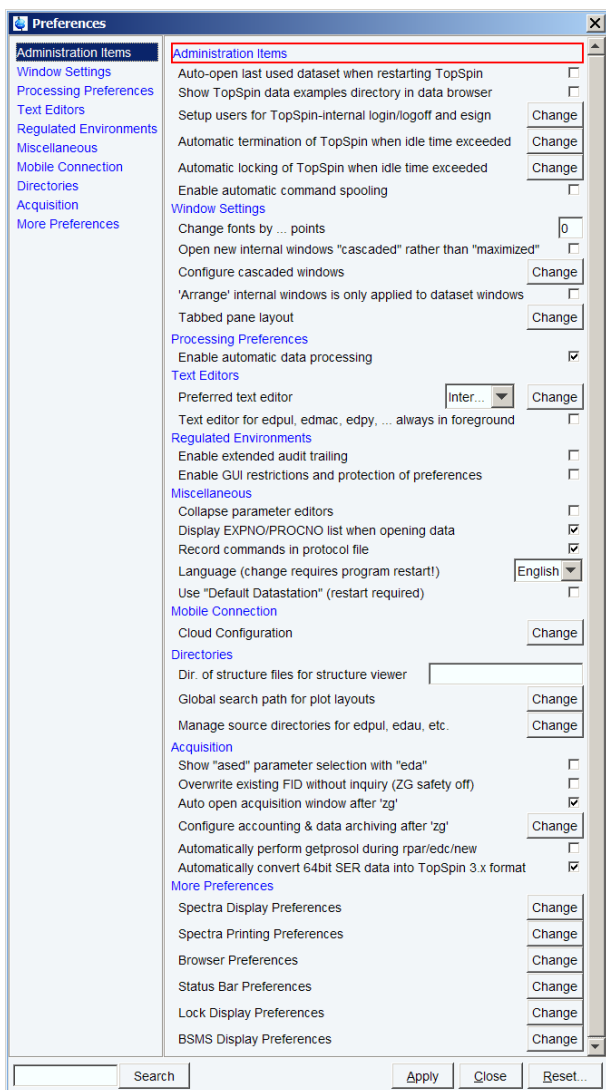 Preferences
Administration Items
Window Settings
Processing Preferences
Text Editors
Regulated Environments
Miscellaneous
Mobile Connection
Directories
Acquisition
More Preferences
Administration Items
Auto-open last used dataset when restarting TopSpin
Show TopSpin data examples directory in data browser
Setup users for TopSpin-internal login/logoff and esign Change
Automatic termination of TopSpin when idle time exceeded Change
Automatic locking of TopSpin when idle time exceeded Change
Enable automatic command spooling
Window Settings
Change fonts by ... points 0
Open new internal windows "cascaded" rather than "maximized"
Configure cascaded windows Change
'Arrange' internal windows is only applied to dataset windows
Tabbed pane layout Change
Processing Preferences
Enable automatic data processing
Text Editors
Preferred text editor Inter... Change
Text editor for edpul, edmac, edpy, ... always in foreground
Regulated Environments
Enable extended audit trailing
Enable GUI restrictions and protection of preferences
Miscellaneous
Collapse parameter editors
Display EXPNO/PROCNO list when opening data
Record commands in protocol file
Language (change requires program restart!) English
Use "Default Datastation" (restart required)
Mobile Connection
Cloud Configuration Change
Directories
Dir. of structure files for structure viewer
Global search path for plot layouts Change
Manage source directories for edpul, edau, etc. Change
Acquisition
Show "ased" parameter selection with "eda"
Overwrite existing FID without inquiry (ZG safety off)
Auto open acquisition window after 'zg'
Configure accounting & data archiving after 'zg' Change
Automatically perform getprosol during rpar/edc/new
Automatically convert 64bit SER data into TopSpin 3.x format
More Preferences
Spectra Display Preferences Change
Spectra Printing Preferences Change
Browser Preferences Change
Status Bar Preferences Change
Lock Display Preferences Change
BSMS Display Preferences Change
Search Apply Close Reset...